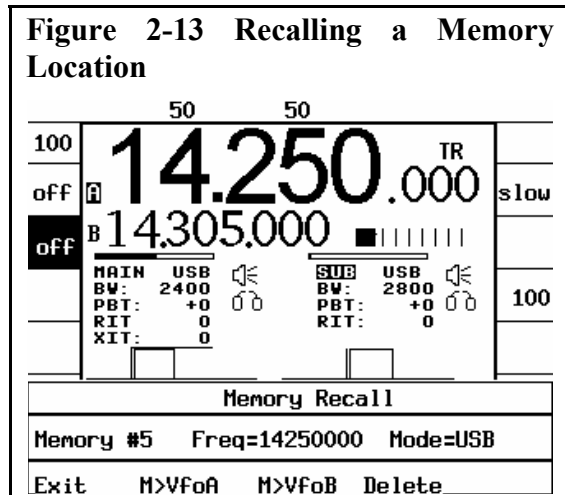 Figure 2-13 Recalling a Memory
Location
50 50
100
14.250.000 TR
off A slow
B 14.305.000
off
MAIN USB SUB USB
BW: 2400 BW: 2800
PBT: +0 PBT: +0 100
RIT 0 RIT: 0
XIT: 0
Memory Recall
Memory #5 Freq=14250000 Mode=USB
Exit M>VfoA M>VfoB Delete